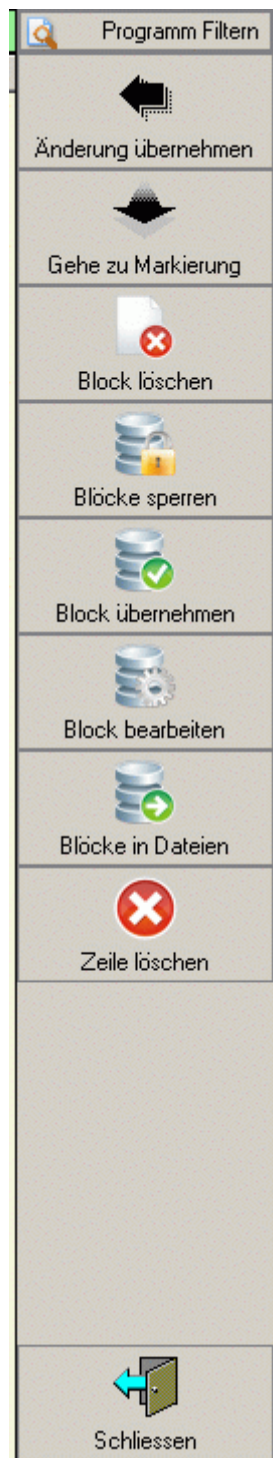 Programm Filtern
Änderung übernehmen
Gehe zu Markierung
Block löschen
Blöcke sperren
Block übernehmen
Block bearbeiten
Blöcke in Dateien
Zeile löschen
Schliessen